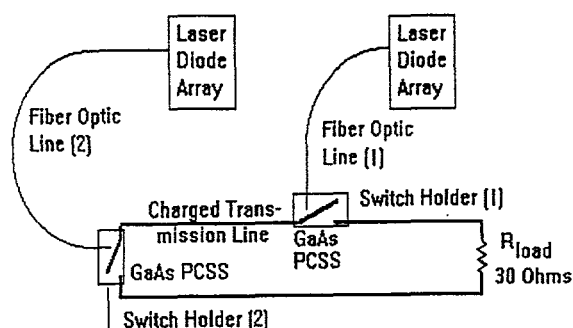 Laser
Diode
Array
Laser
Diode
Array
Fiber Optic
Line (2)
Fiber Optic
Line (1)
Switch Holder (1)
Charged Trans-
mission Line
GaAs
PCSS
GaAs PCSS
Rload
30 Ohms
Switch Holder (2)